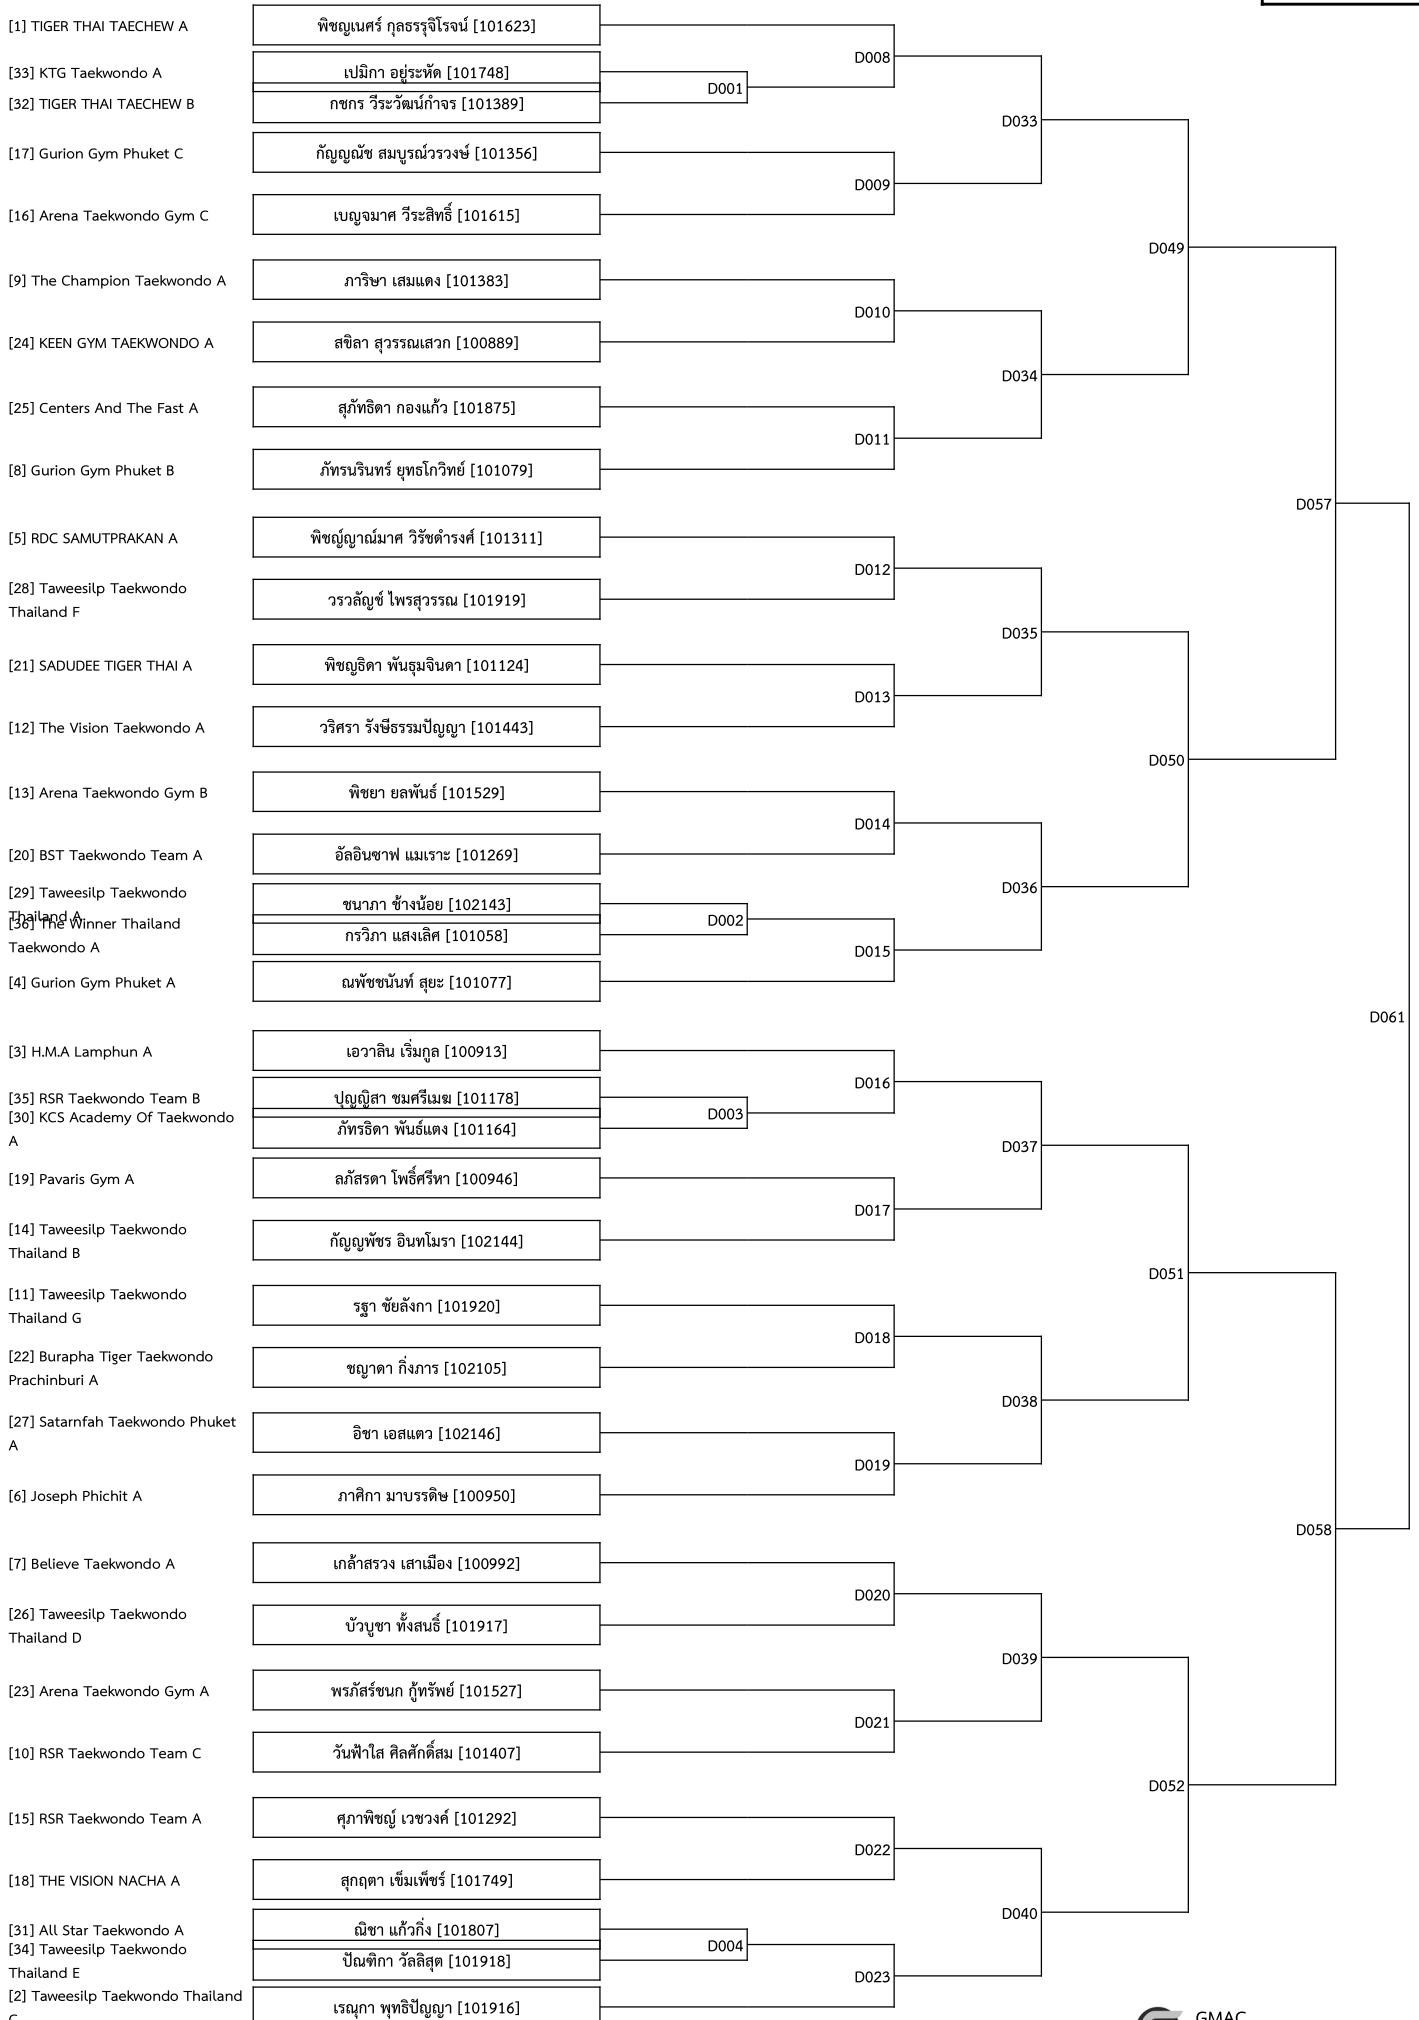 [1] TIGER THAI TAECHEW A
พิชญเนศร์ กุลธรรุจิโรจน์ [101623]
D008
[33] KTG Taekwondo A
เปมิกา อยู่ระหัด [101748]
D001
[32] TIGER THAI TAECHEW B
กชกร วีระวัฒน์กำจร [101389]
D033
[17] Gurion Gym Phuket C
กัญญณัช สมบูรณ์วรวงษ์ [101356]
D009
[16] Arena Taekwondo Gym C
เบญจมาศ วีระสิทธิ์ [101615]
D049
[9] The Champion Taekwondo A
ภาริษา เสมแดง [101383]
D010
[24] KEEN GYM TAEKWONDO A
สขิลา สุวรรณเสวก [100889]
D034
[25] Centers And The Fast A
สุภัทธิดา กองแก้ว [101875]
D011
[8] Gurion Gym Phuket B
ภัทรนรินทร์ ยุทธโกวิทย์ [101079]
D057
[5] RDC SAMUTPRAKAN A
พิชญ์ญาณ์มาศ วิรัชดำรงศ์ [101311]
D012
[28] Taweesilp Taekwondo
Thailand F
วรวลัญช์ ไพรสุวรรณ [101919]
D035
[21] SADUDEE TIGER THAI A
พิชญธิดา พันธุมจินดา [101124]
D013
[12] The Vision Taekwondo A
วริศรา รังษีธรรมปัญญา [101443]
D050
[13] Arena Taekwondo Gym B
พิชยา ยลพันธ์ [101529]
D014
[20] BST Taekwondo Team A
อัลอินซาฟ แมเราะ [101269]
D036
[29] Taweesilp Taekwondo
Thailand A
ชนาภา ช้างน้อย [102143]
D002
[36] The Winner Thailand
Taekwondo A
กรวิภา แสงเลิศ [101058]
D015
[4] Gurion Gym Phuket A
ณพัชชนันท์ สุยะ [101077]
D061
[3] H.M.A Lamphun A
เอวาลิน เริ่มกูล [100913]
D016
[35] RSR Taekwondo Team B
ปุญญิสา ชมศรีเมฆ [101178]
D003
[30] KCS Academy Of Taekwondo
A
ภัทรธิดา พันธ์แตง [101164]
D037
[19] Pavaris Gym A
ลภัสรดา โพธิ์ศรีหา [100946]
D017
[14] Taweesilp Taekwondo
Thailand B
กัญญพัชร อินทโมรา [102144]
D051
[11] Taweesilp Taekwondo
Thailand G
รฐา ชัยลังกา [101920]
D018
[22] Burapha Tiger Taekwondo
Prachinburi A
ชญาดา กิ่งภาร [102105]
D038
[27] Satarnfah Taekwondo Phuket
A
อิชา เอสแตว [102146]
D019
[6] Joseph Phichit A
ภาศิกา มาบรรดิษ [100950]
D058
[7] Believe Taekwondo A
เกล้าสรวง เสาเมือง [100992]
D020
[26] Taweesilp Taekwondo
Thailand D
บัวบูชา ทั้งสนธิ์ [101917]
D039
[23] Arena Taekwondo Gym A
พรภัสร์ชนก กู้ทรัพย์ [101527]
D021
[10] RSR Taekwondo Team C
วันฟ้าใส ศิลศักดิ์สม [101407]
D052
[15] RSR Taekwondo Team A
ศุภาพิชญ์ เวชวงค์ [101292]
D022
[18] THE VISION NACHA A
สุกฤตา เข็มเพ็ชร์ [101749]
D040
[31] All Star Taekwondo A
ณิชา แก้วกิ่ง [101807]
D004
[34] Taweesilp Taekwondo
Thailand E
ปัณฑิกา วัลลิสุต [101918]
D023
[2] Taweesilp Taekwondo Thailand
เรณุกา พุทธิปัญญา [101916]
GMAC